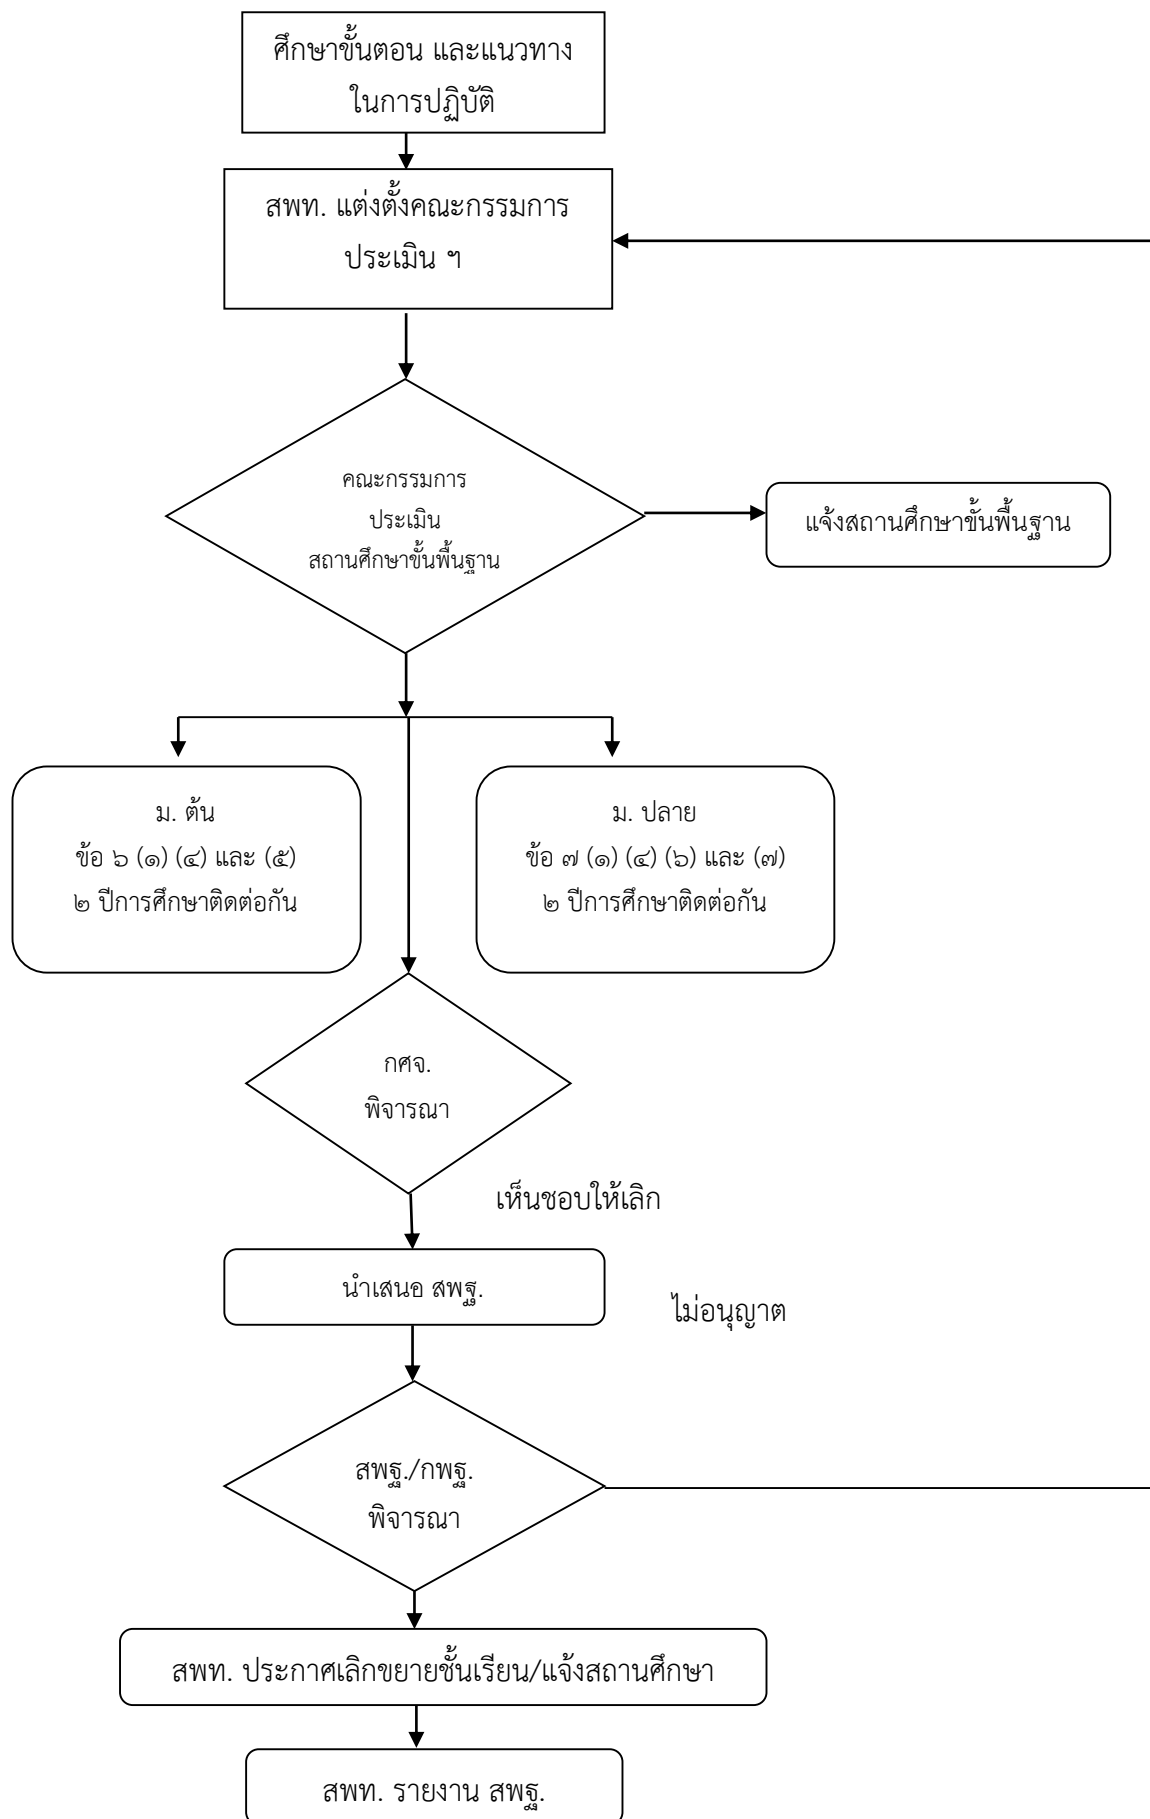 ศึกษาขั้นตอน และแนวทาง
ในการปฏิบัติ
สพท. แต่งตั้งคณะกรรมการ
ประเมิน ฯ
คณะกรรมการ
ประเมิน
สถานศึกษาขั้นพื้นฐาน
แจ้งสถานศึกษาขั้นพื้นฐาน
ม. ต้น
ข้อ ๖ (๑) (๔) และ (๕)
๒ ปีการศึกษาติดต่อกัน
ม. ปลาย
ข้อ ๗ (๑) (๔) (๖) และ (๗)
๒ ปีการศึกษาติดต่อกัน
กศจ.
พิจารณา
เห็นชอบให้เลิก
นำเสนอ สพฐ.
ไม่อนุญาต
สพฐ./กพฐ.
พิจารณา
สพท. ประกาศเลิกขยายชั้นเรียน/แจ้งสถานศึกษา
สพท. รายงาน สพฐ.